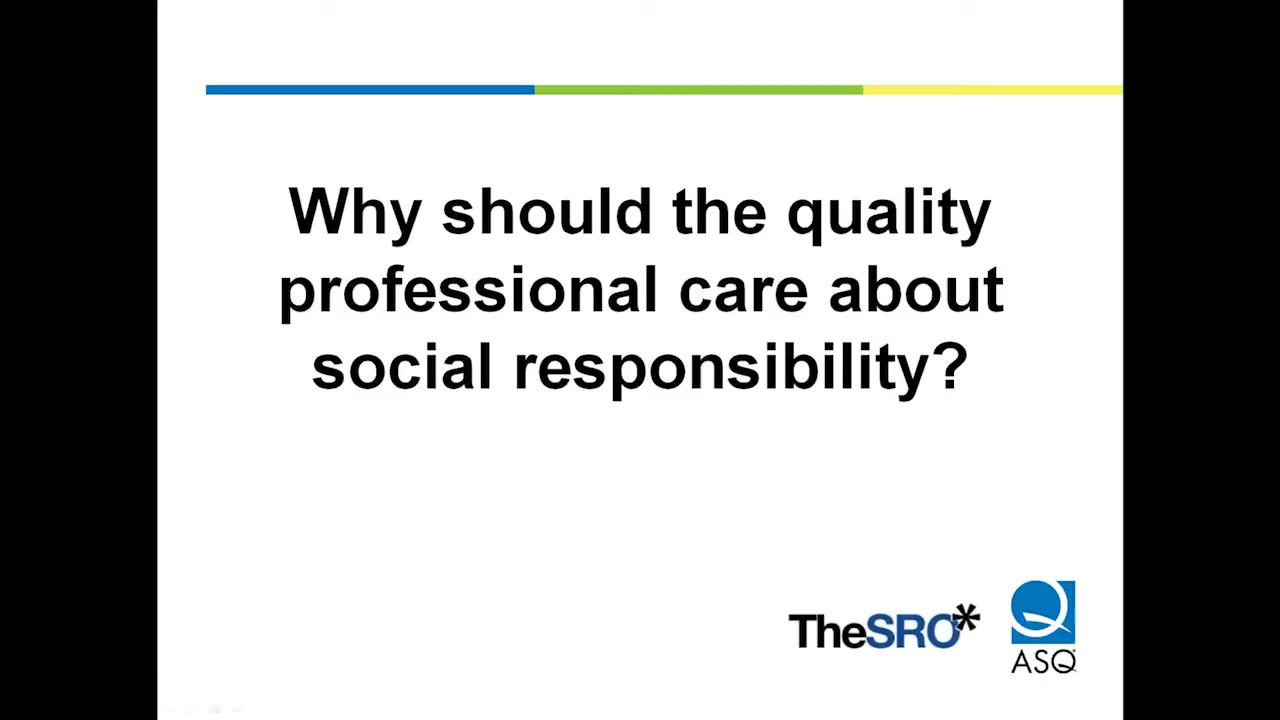 Why should the quality
professional care about
social responsibility?
TheSRO*
ASQ